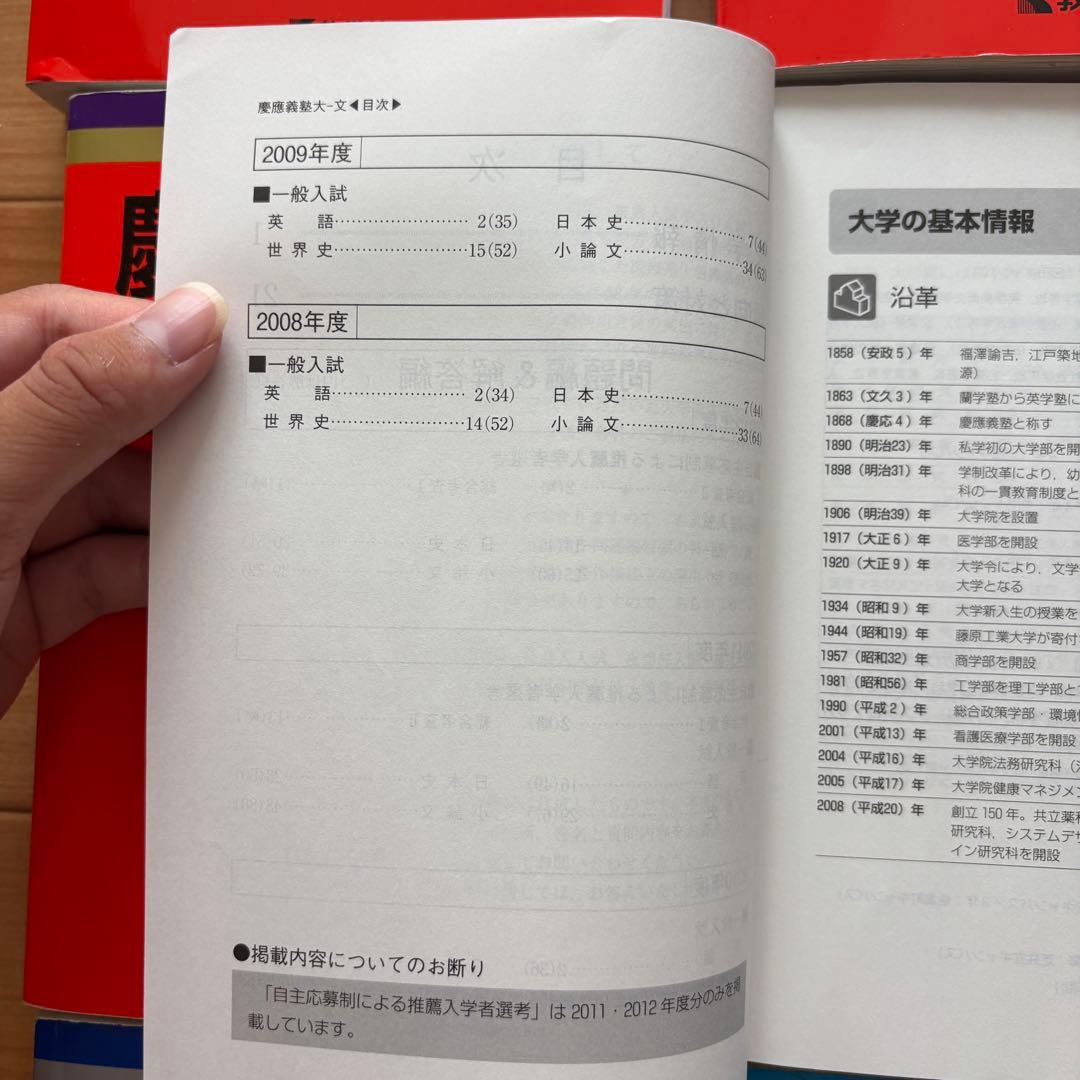 慶應義塾大-文◀目次▶
2009年度
■一般入試
英　語……………………2(35)　日本史……………………7(44)
世界史……………………15(52)　小論文……………………34(63)
2008年度
■一般入試
英　語……………………2(34)　日本史……………………7(44)
世界史……………………14(52)　小論文……………………33(64)
●掲載内容についてのお断り
「自主応募制による推薦入学者選考」は2011・2012年度分のみを掲
載しています。
大学の基本情報
沿革
1858（安政5）年　福澤諭吉，江戸築地
源）
1863（文久3）年　蘭学塾から英学塾に
1868（慶応4）年　慶應義塾と称す
1890（明治23）年　私学初の大学部を開
1898（明治31）年　学制改革により，幼
科の一貫教育制度と
1906（明治39）年　大学院を設置
1917（大正6）年　医学部を開設
1920（大正9）年　大学令により，文学
大学となる
1934（昭和9）年　大学新入生の授業を
1944（昭和19）年　藤原工業大学が寄付
1957（昭和32）年　商学部を開設
1981（昭和56）年　工学部を理工学部と
1990（平成2）年　総合政策学部・環境情
2001（平成13）年　看護医療学部を開設
2004（平成16）年　大学院法務研究科（
2005（平成17）年　大学院健康マネジメン
2008（平成20）年　創立150年。共立薬科
研究科，システムデザ
イン研究科を開設